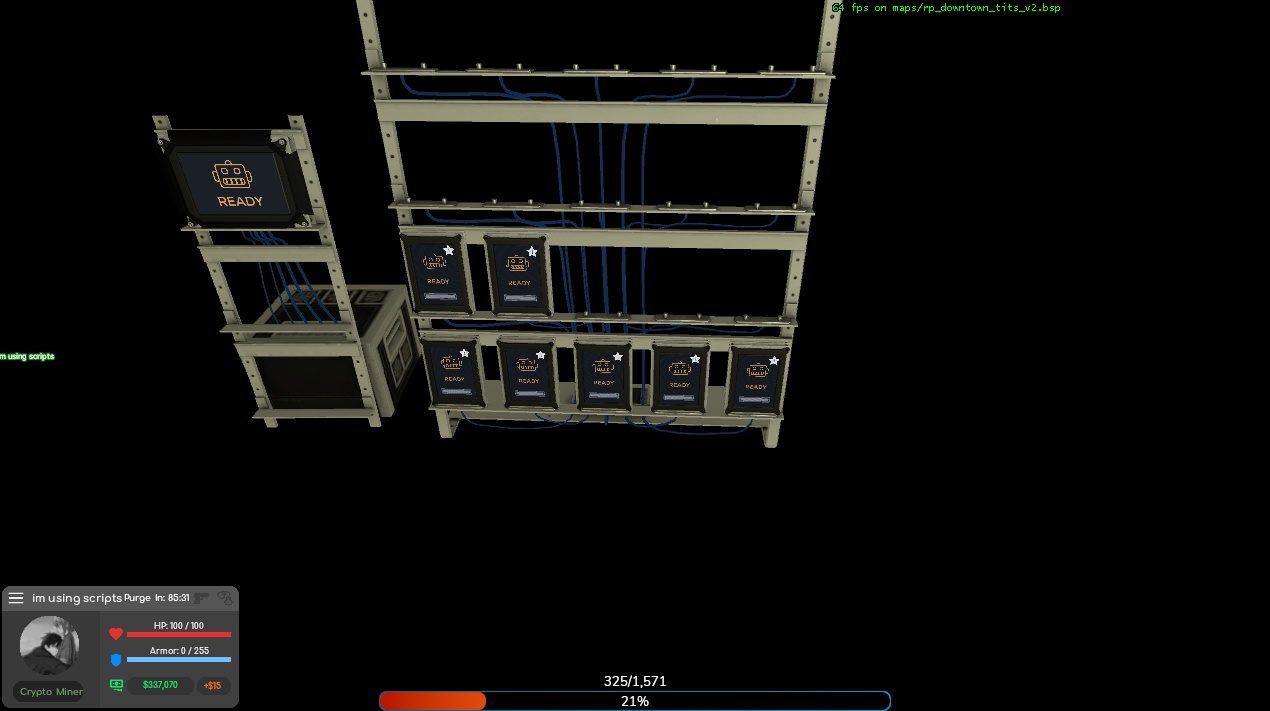 64 fps on maps/rp_downtown_tits_v2.bsp
READY
READY
READY
READY
READY
READY
READY
READY
m using scripts
im using scripts Purge In: 85:31
HP: 100 / 100
Armor: 0 / 255
$337,070 +$15
Crypto Miner
325/1,571
21%